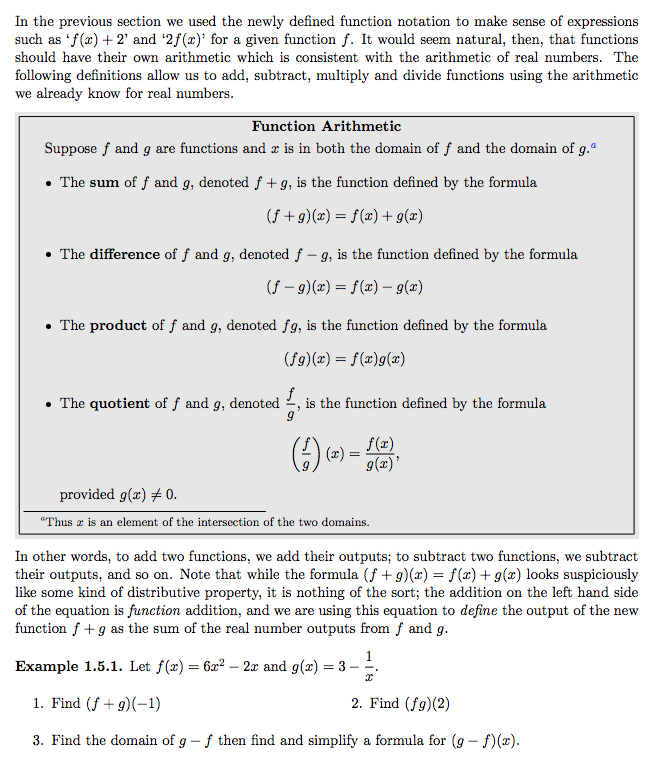 In the previous section we used the newly defined function notation to make sense of expressions
such as ‘f(x) + 2’ and ‘2f(x)’ for a given function f. It would seem natural, then, that functions
should have their own arithmetic which is consistent with the arithmetic of real numbers. The
following definitions allow us to add, subtract, multiply and divide functions using the arithmetic
we already know for real numbers.
Function Arithmetic
Suppose f and g are functions and x is in both the domain of f and the domain of g.ᵃ
• The sum of f and g, denoted f + g, is the function defined by the formula
(f + g)(x) = f(x) + g(x)
• The difference of f and g, denoted f − g, is the function defined by the formula
(f − g)(x) = f(x) − g(x)
• The product of f and g, denoted fg, is the function defined by the formula
(fg)(x) = f(x)g(x)
• The quotient of f and g, denoted f/g, is the function defined by the formula
(f/g)(x) = f(x)/g(x),
provided g(x) ≠ 0.
ᵃThus x is an element of the intersection of the two domains.
In other words, to add two functions, we add their outputs; to subtract two functions, we subtract
their outputs, and so on. Note that while the formula (f + g)(x) = f(x) + g(x) looks suspiciously
like some kind of distributive property, it is nothing of the sort; the addition on the left hand side
of the equation is function addition, and we are using this equation to define the output of the new
function f + g as the sum of the real number outputs from f and g.
Example 1.5.1. Let f(x) = 6x² − 2x and g(x) = 3 − 1/x.
1. Find (f + g)(−1) 2. Find (fg)(2)
3. Find the domain of g − f then find and simplify a formula for (g − f)(x).